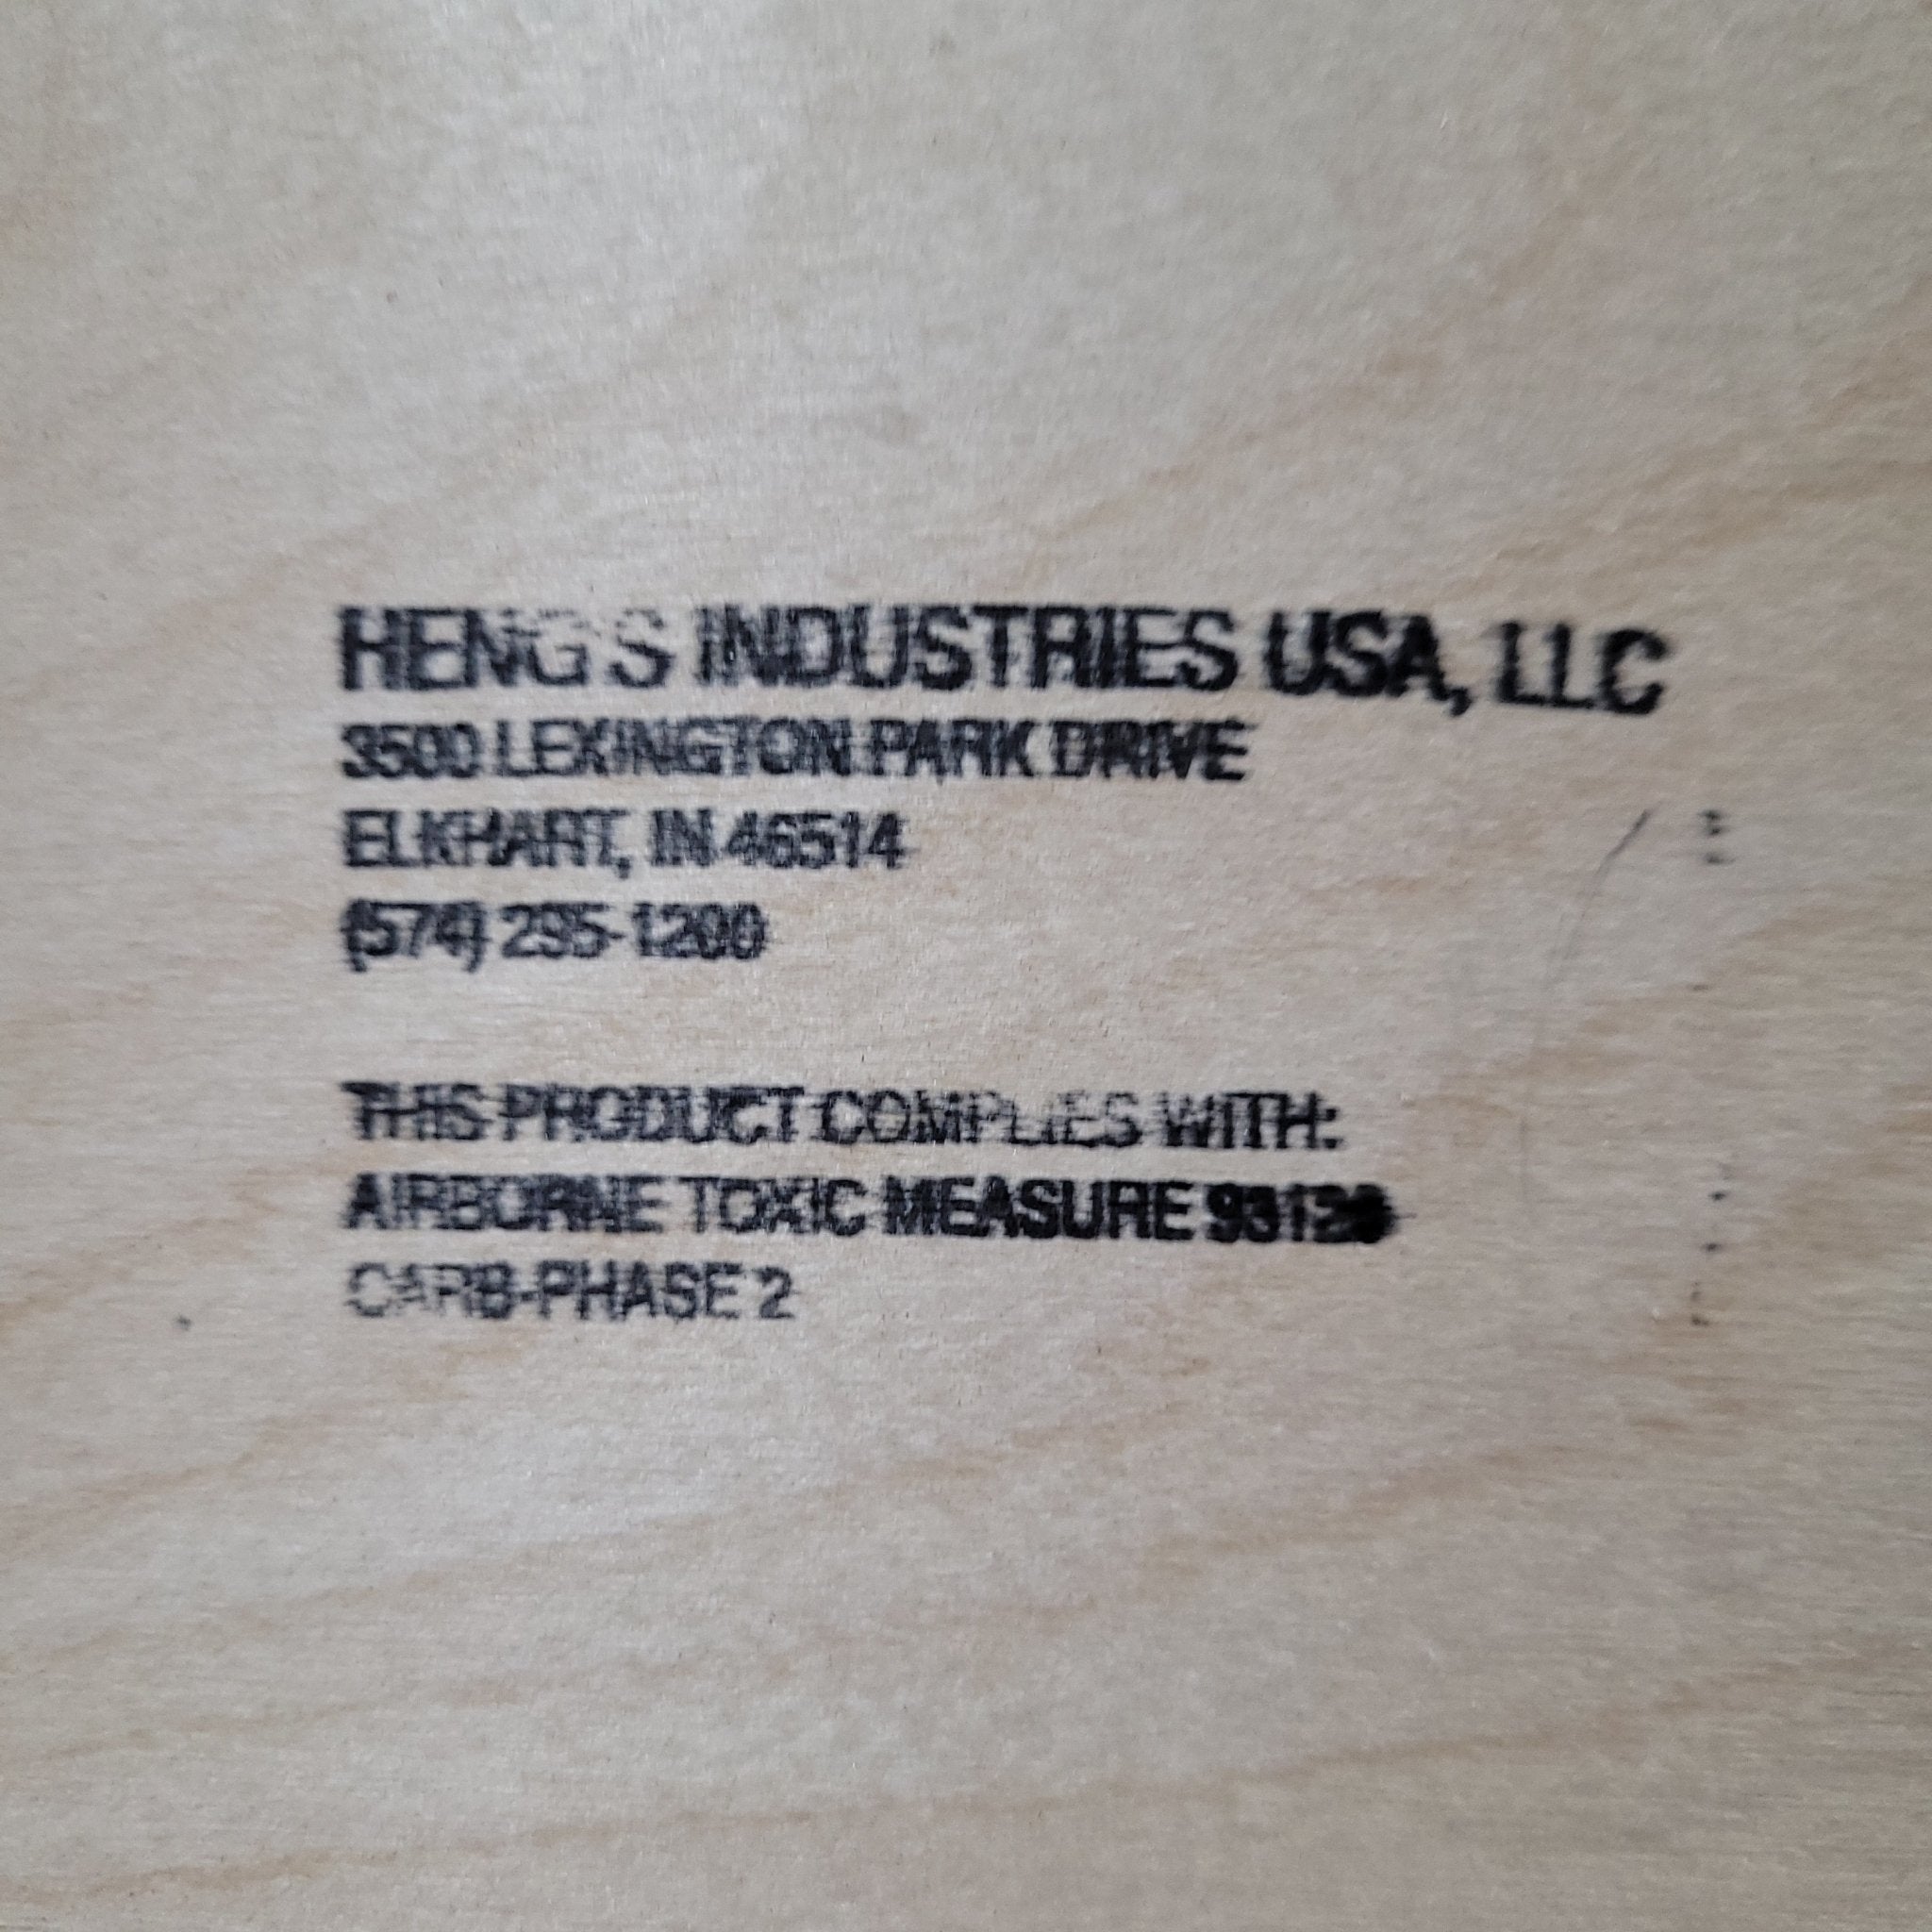 HENG'S INDUSTRIES USA, LLC
3500 LEXINGTON PARK DRIVE
ELKHART, IN 46514
(574) 295-1200
THIS PRODUCT COMPLIES WITH:
AIRBORNE TOXIC MEASURE 93120
CARB-PHASE 2